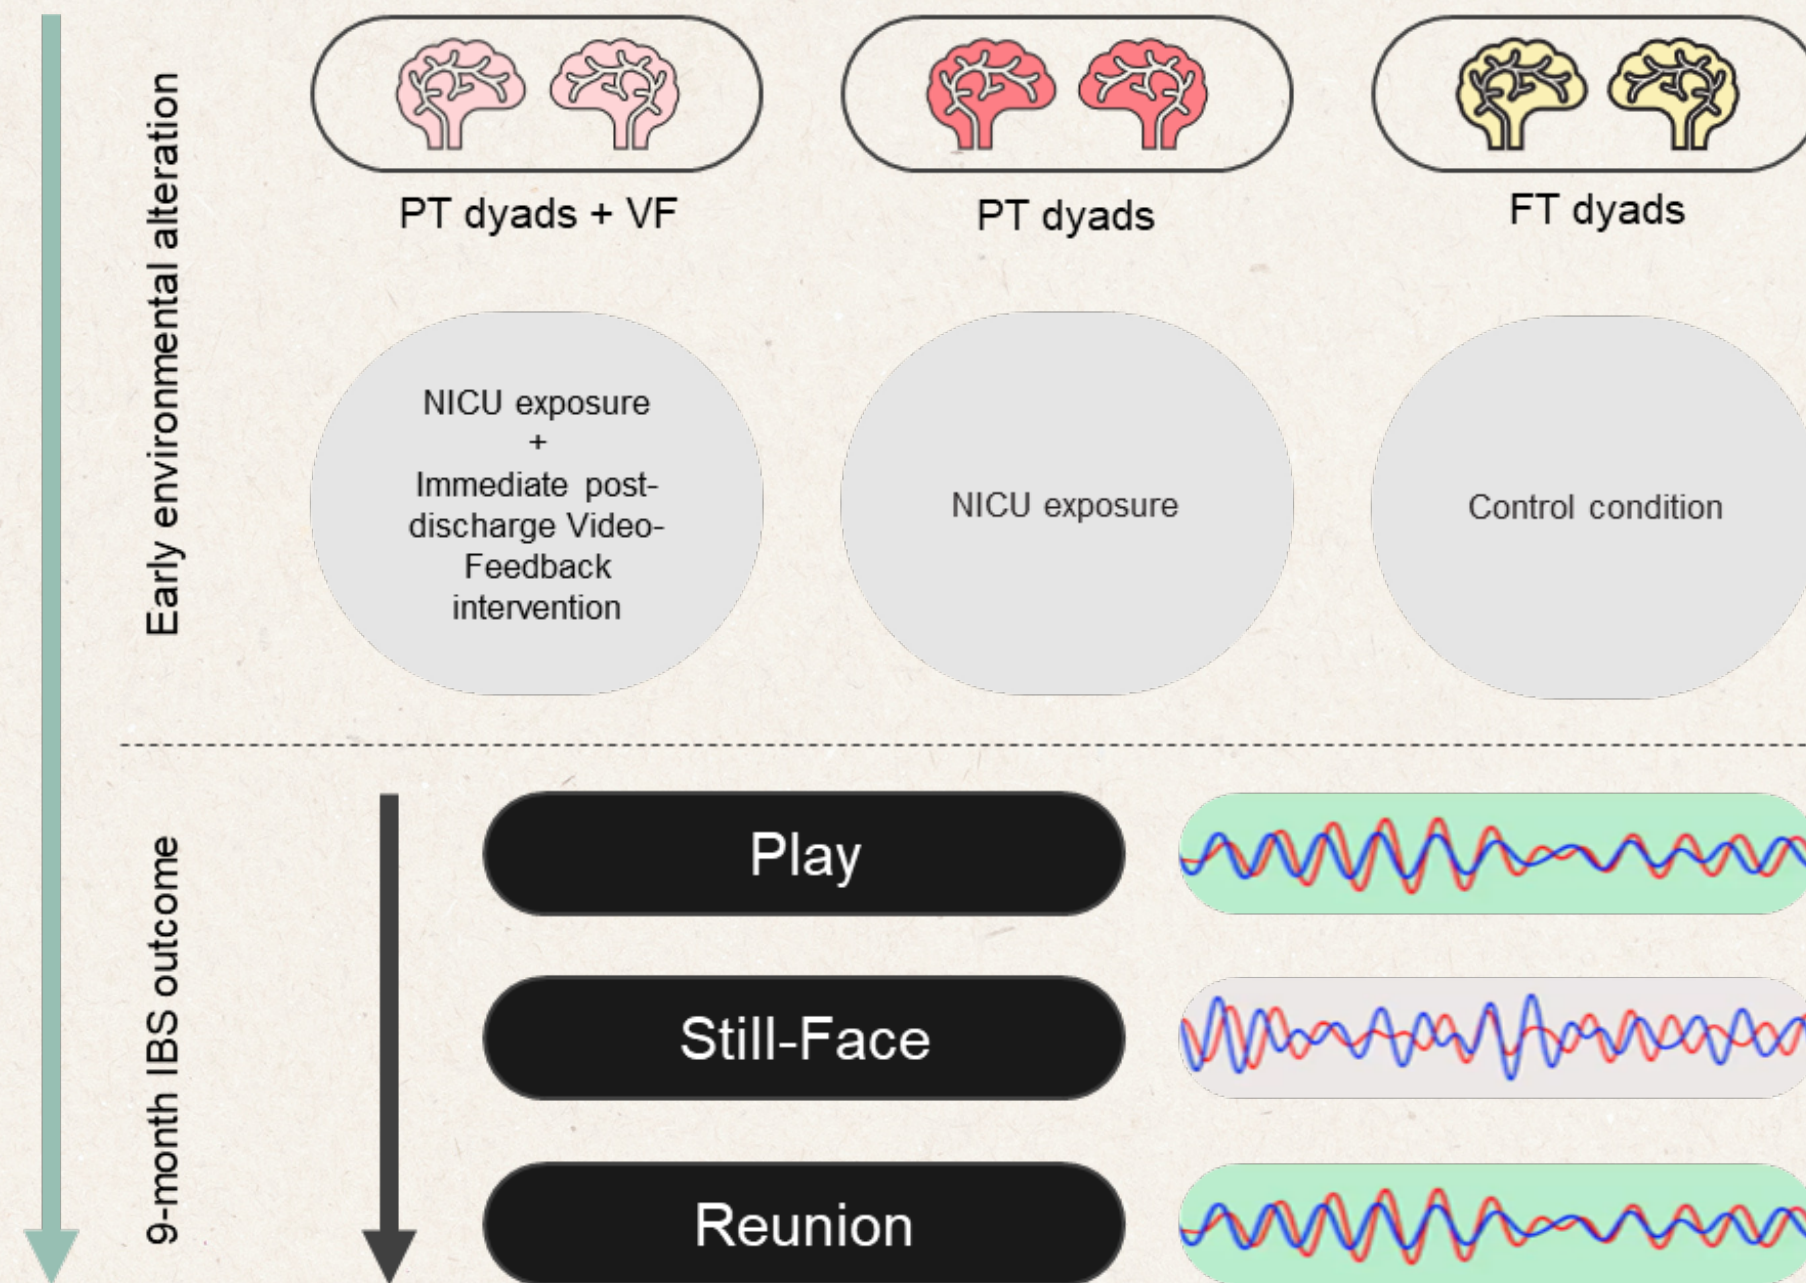 Early environmental alteration
PT dyads + VF
PT dyads
FT dyads
NICU exposure
+
Immediate post-
discharge Video-
Feedback
intervention
NICU exposure
Control condition
9-month IBS outcome
Play
Still-Face
Reunion